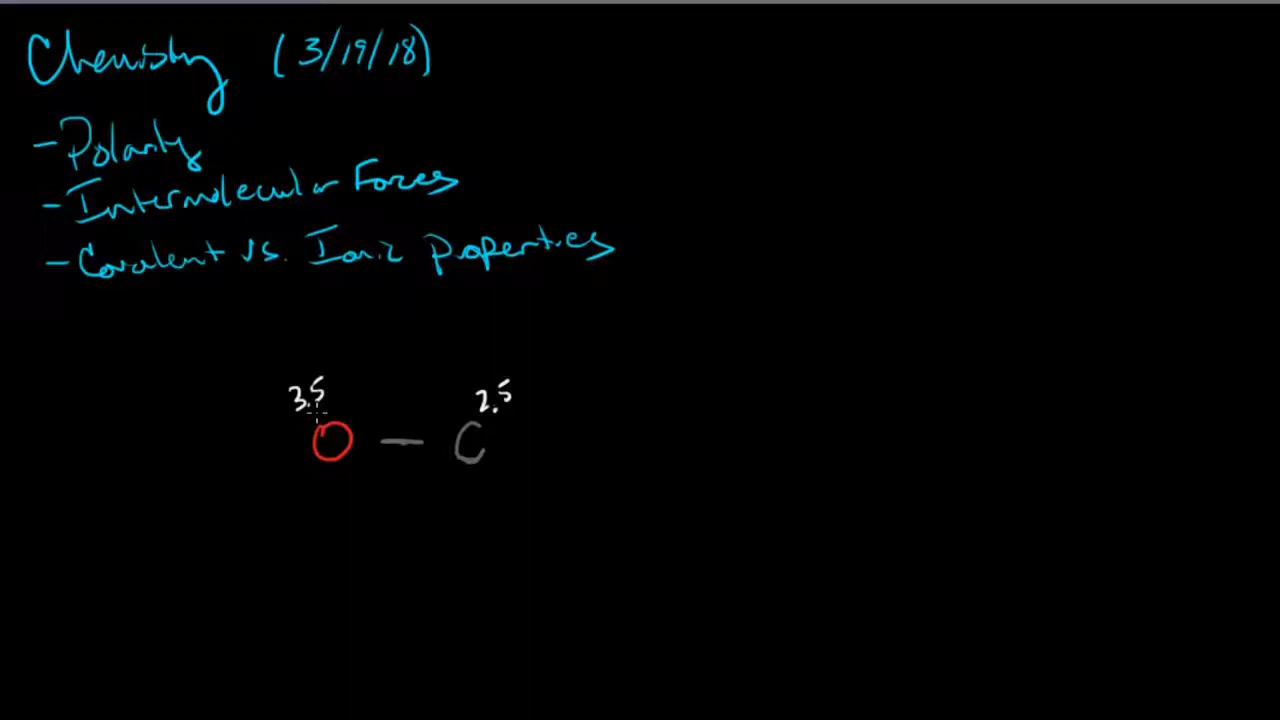 Chemistry (3/19/18)
- Polarity
- Intermolecular Forces
- Covalent vs. Ionic Properties
3.5 2.5
O — C